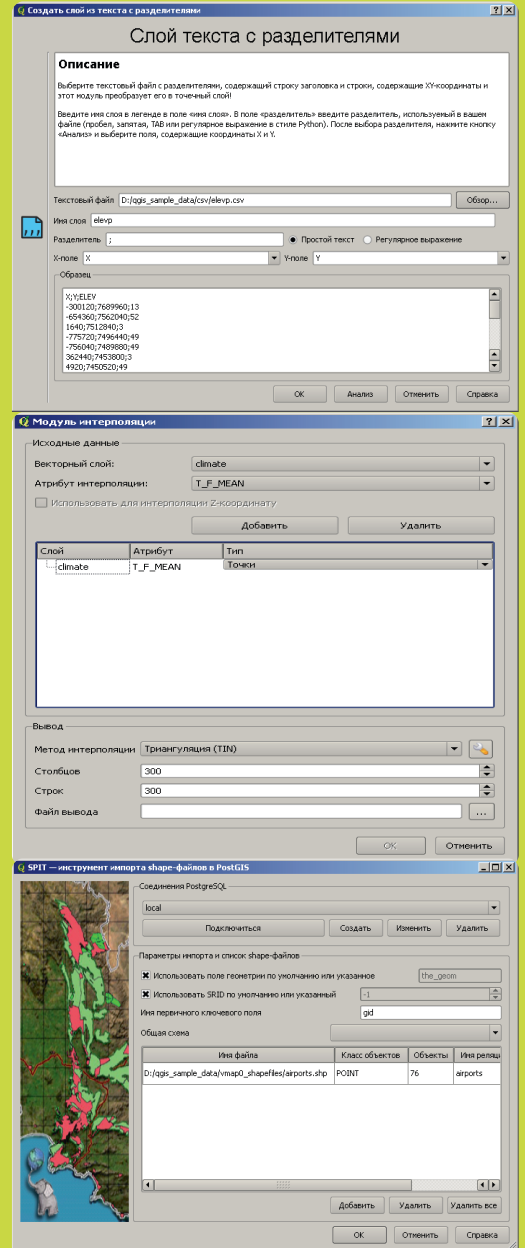 Создать слой из текста с разделителями
Слой текста с разделителями
Описание
Выберите текстовый файл с разделителями, содержащий строку заголовка и строки, содержащие XY-координаты и
этот модуль преобразует его в точечный слой!
Введите имя слоя в легенде в поле «имя слоя». В поле «разделитель» введите разделитель, используемый в вашем
файле (пробел, запятая, TAB или регулярное выражение в стиле Python). После выбора разделителя, нажмите кнопку
«Анализ» и выберите поля, содержащие координаты X и Y.
Текстовый файл D:/qgis_sample_data/csv/elevp.csv Обзор...
Имя слоя elevp
Разделитель ; Простой текст Регулярное выражение
X-поле X Y-поле Y
Образец
X;Y;ELEV
-300120;7689960;13
-654360;7562040;52
1640;7512840;3
-775720;7496440;49
-756040;7489880;49
362440;7453800;3
4920;7450520;49
OK Анализ Отменить Справка
Модуль интерполяции
Исходные данные
Векторный слой: climate
Атрибут интерполяции: T_F_MEAN
Использовать для интерполяции Z-координату
Добавить Удалить
Слой Атрибут Тип
climate T_F_MEAN Точки
Вывод
Метод интерполяции Триангуляция (TIN)
Столбцов 300
Строк 300
Файл вывода ...
OK Отменить
SPIT — инструмент импорта shape-файлов в PostGIS
Соединения PostgreSQL
local
Подключиться Создать Изменить Удалить
Параметры импорта и список shape-файлов
Использовать поле геометрии по умолчанию или указанное the_geom
Использовать SRID по умолчанию или указанный -1
Имя первичного ключевого поля gid
Общая схема
Имя файла Класс объектов Объекты Имя реляц
D:/qgis_sample_data/vmap0_shapefiles/airports.shp POINT 76 airports
Добавить Удалить Удалить все
OK Отменить Справка